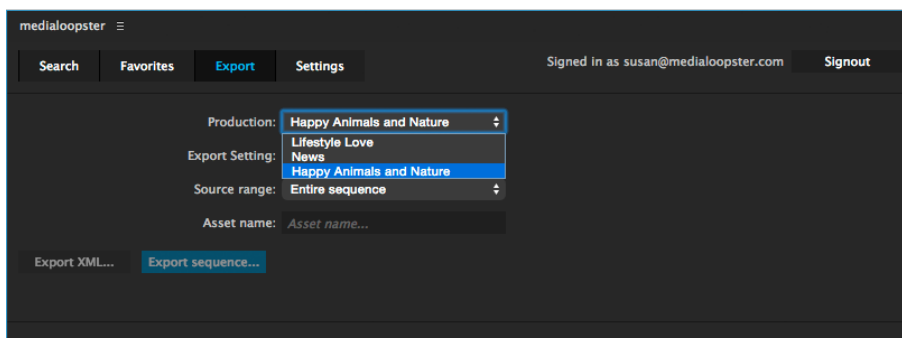 medialoopster
Search Favorites Export Settings Signed in as susan@medialoopster.com Signout
Production: Happy Animals and Nature
Lifestyle Love
Export Setting: News
Happy Animals and Nature
Source range: Entire sequence
Asset name: Asset name...
Export XML... Export sequence...